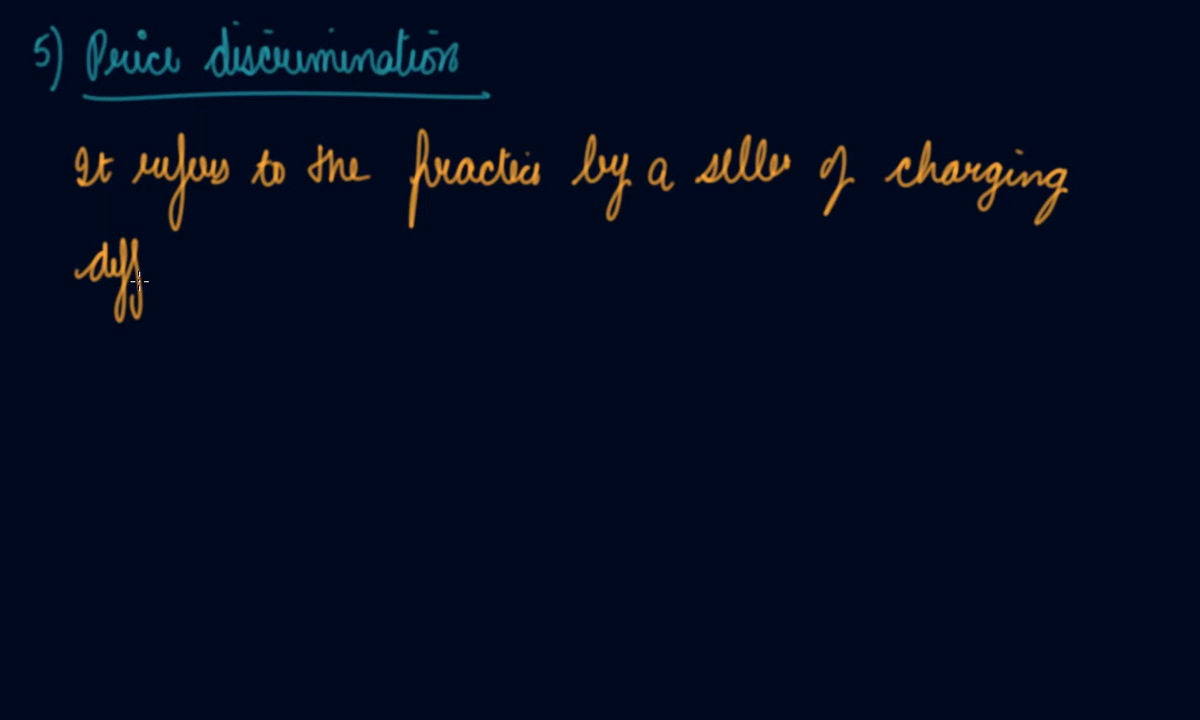 5) Price discrimination
It refers to the practice by a seller of charging
diff